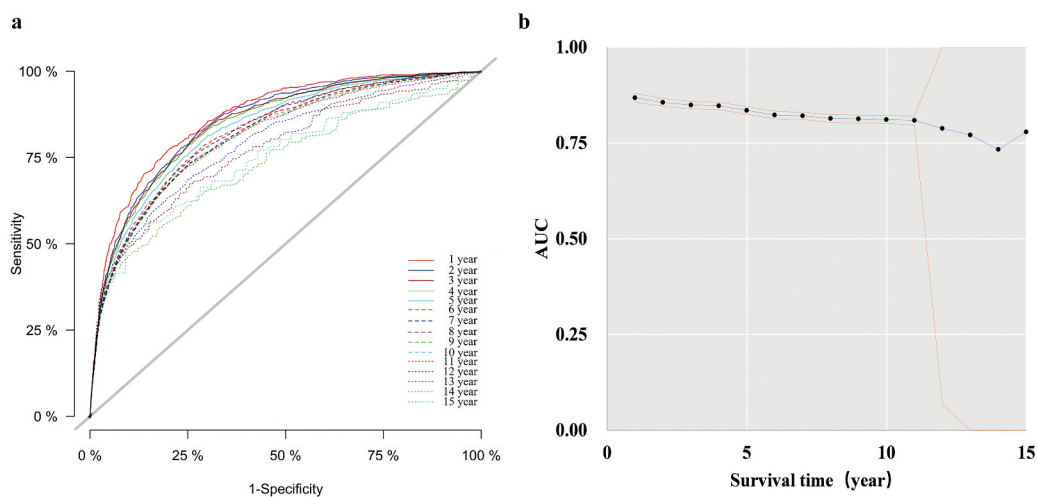 a
b
100 %
75 %
50 %
25 %
0 %
Sensitivity
0 %
25 %
50 %
75 %
100 %
1-Specificity
1 year
2 year
3 year
4 year
5 year
6 year
7 year
8 year
9 year
10 year
11 year
12 year
13 year
14 year
15 year
1.00
0.75
0.50
0.25
0.00
AUC
0
5
10
15
Survival time（year）